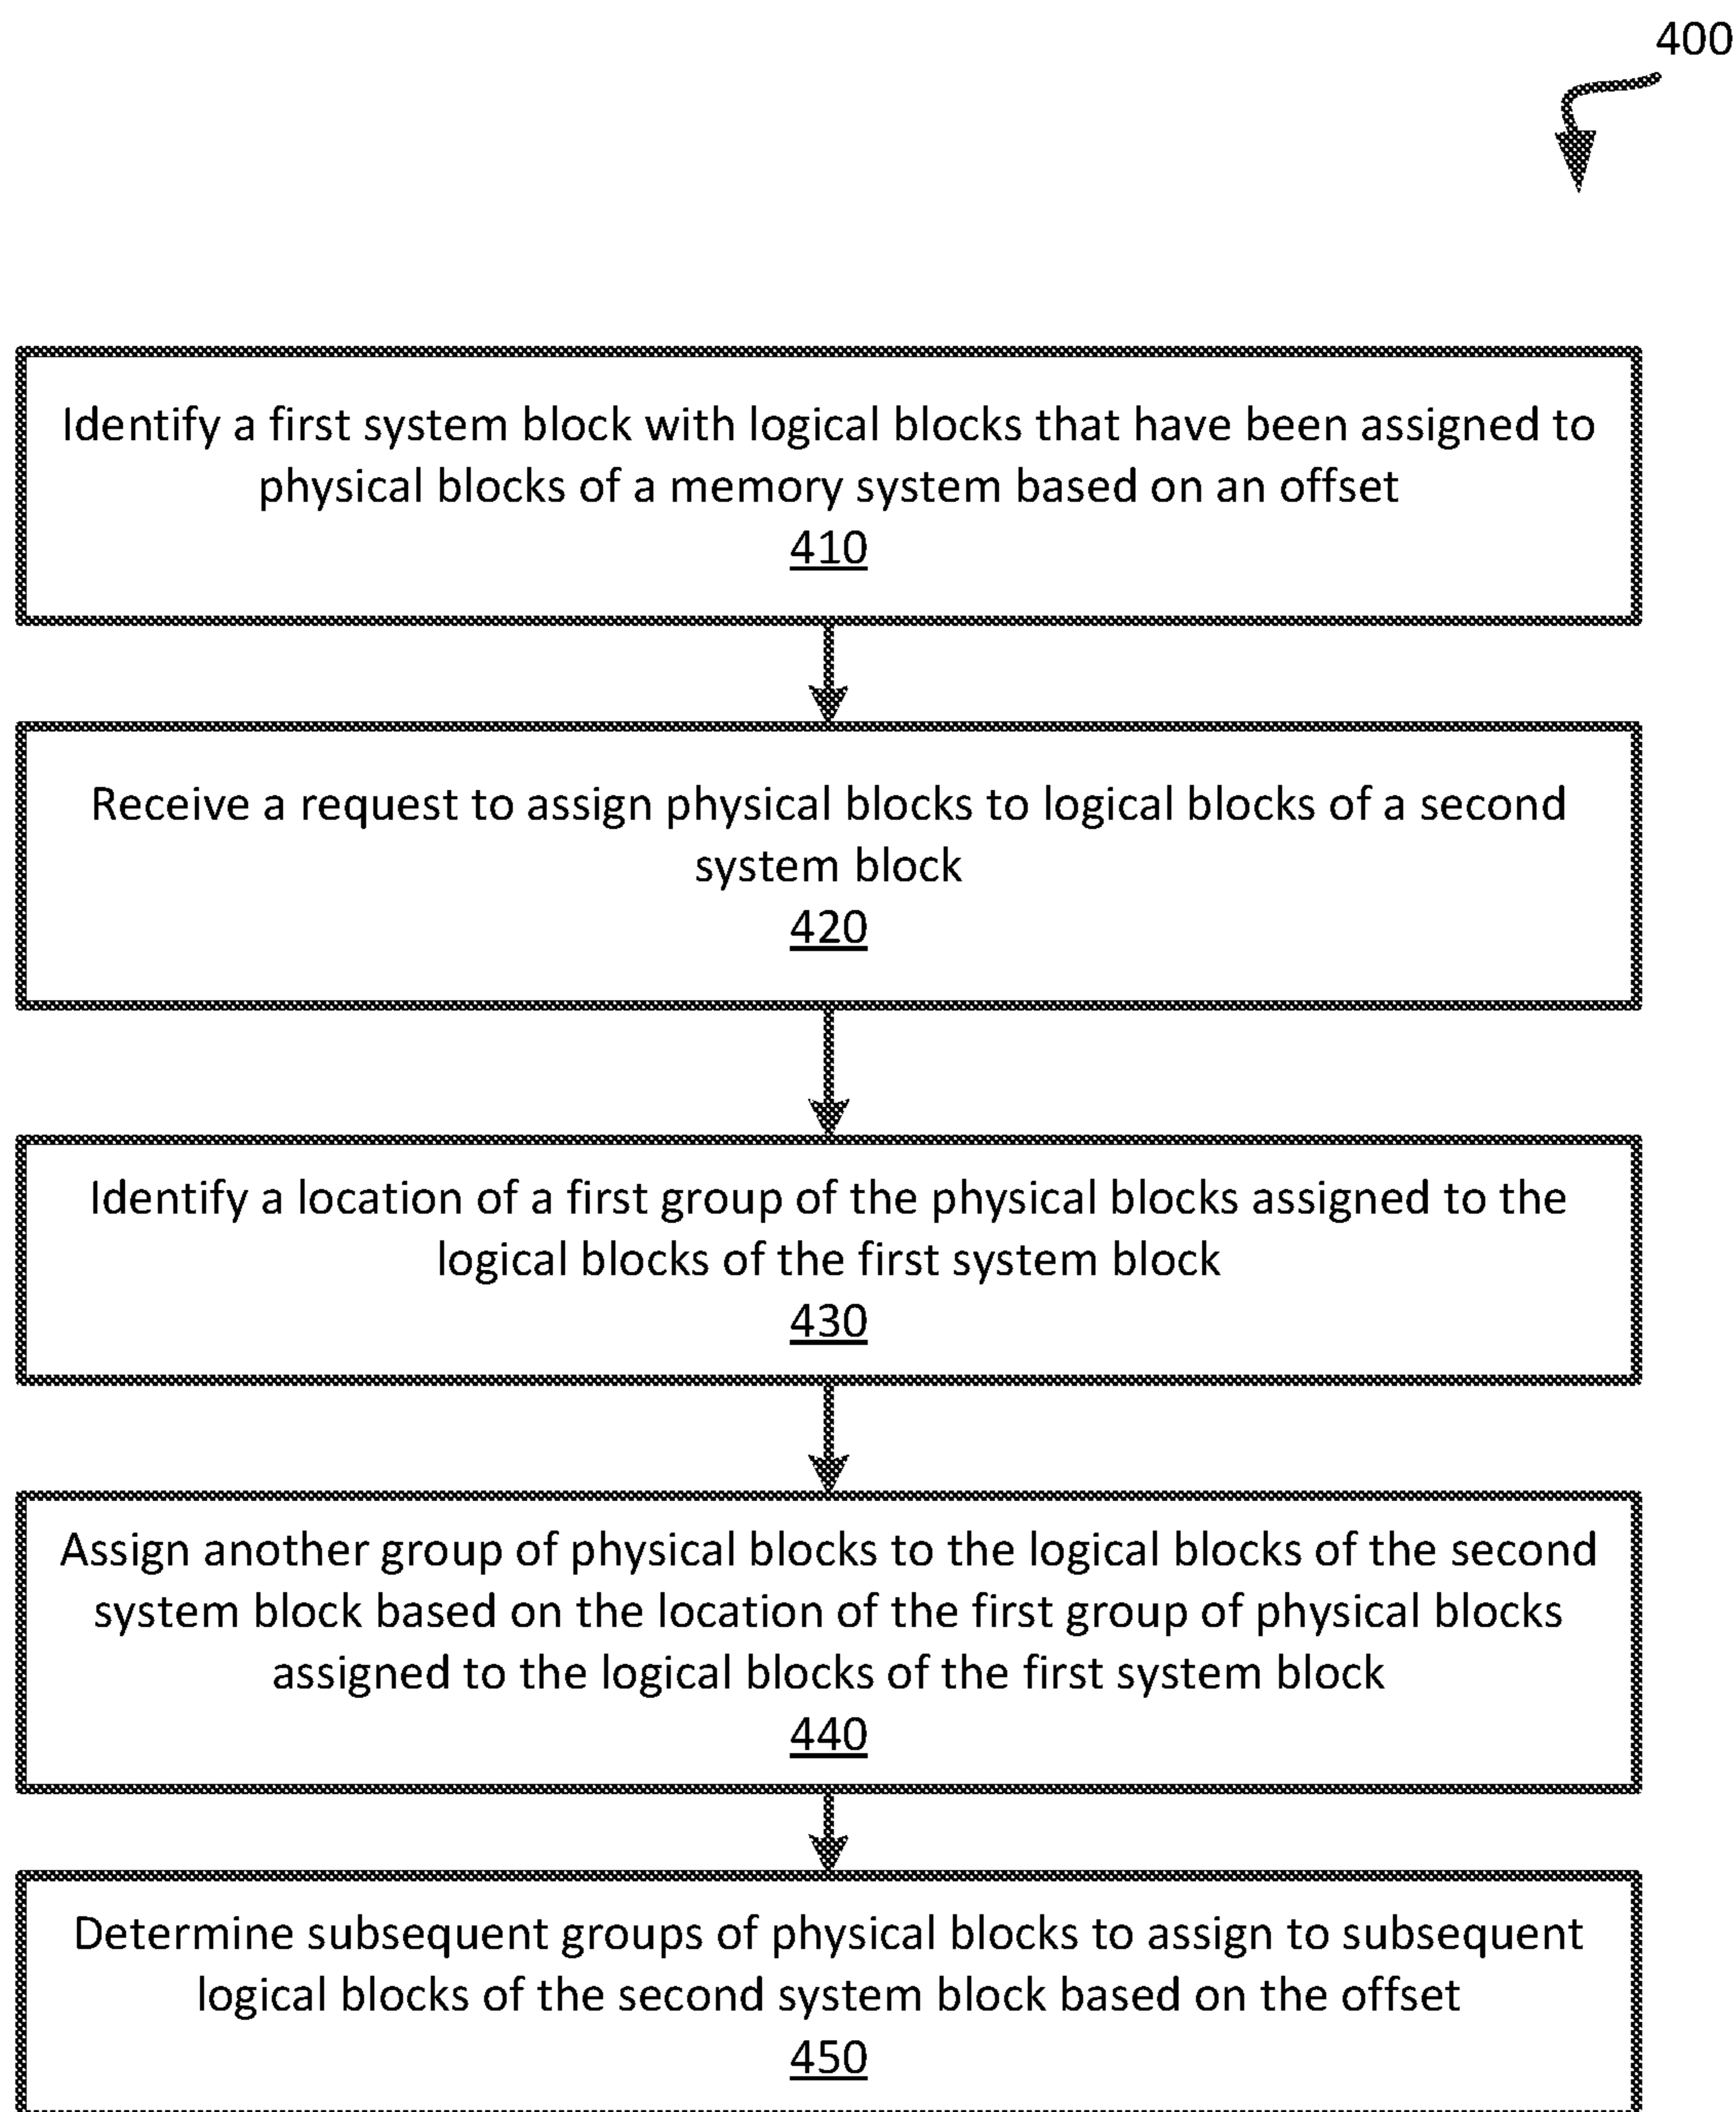 400
Identify a first system block with logical blocks that have been assigned to
physical blocks of a memory system based on an offset
410
Receive a request to assign physical blocks to logical blocks of a second
system block
420
Identify a location of a first group of the physical blocks assigned to the
logical blocks of the first system block
430
Assign another group of physical blocks to the logical blocks of the second
system block based on the location of the first group of physical blocks
assigned to the logical blocks of the first system block
440
Determine subsequent groups of physical blocks to assign to subsequent
logical blocks of the second system block based on the offset
450